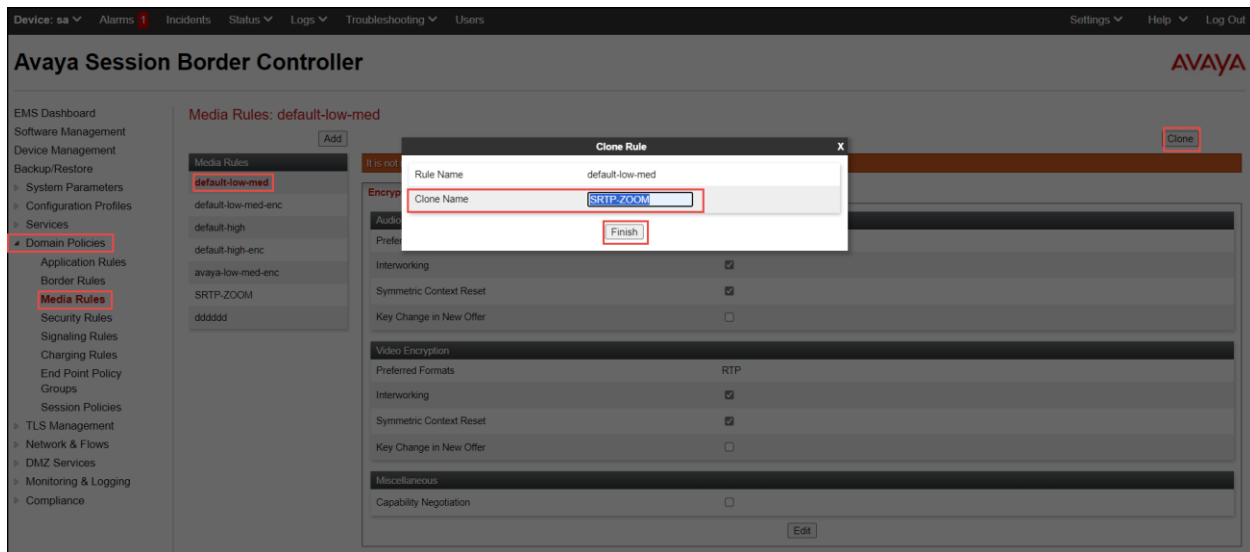 Device: sa Alarms 1 Incidents Status Logs Troubleshooting Users Settings Help Log Out
Avaya Session Border Controller
AVAYA
EMS Dashboard
Software Management
Device Management
Backup/Restore
System Parameters
Configuration Profiles
Services
Domain Policies
Application Rules
Border Rules
Media Rules
Security Rules
Signaling Rules
Charging Rules
End Point Policy
Groups
Session Policies
TLS Management
Network & Flows
DMZ Services
Monitoring & Logging
Compliance
Media Rules: default-low-med
Add
Clone
Media Rules
default-low-med
default-low-med-enc
default-high
default-high-enc
avaya-low-med-enc
SRTP-ZOOM
dddddd
It is not
Clone Rule X
Rule Name default-low-med
Clone Name SRTP-ZOOM
Finish
Encryp
Audio
Prefer
Interworking
Symmetric Context Reset
Key Change in New Offer
Video Encryption
Preferred Formats RTP
Interworking
Symmetric Context Reset
Key Change in New Offer
Miscellaneous
Capability Negotiation
Edit